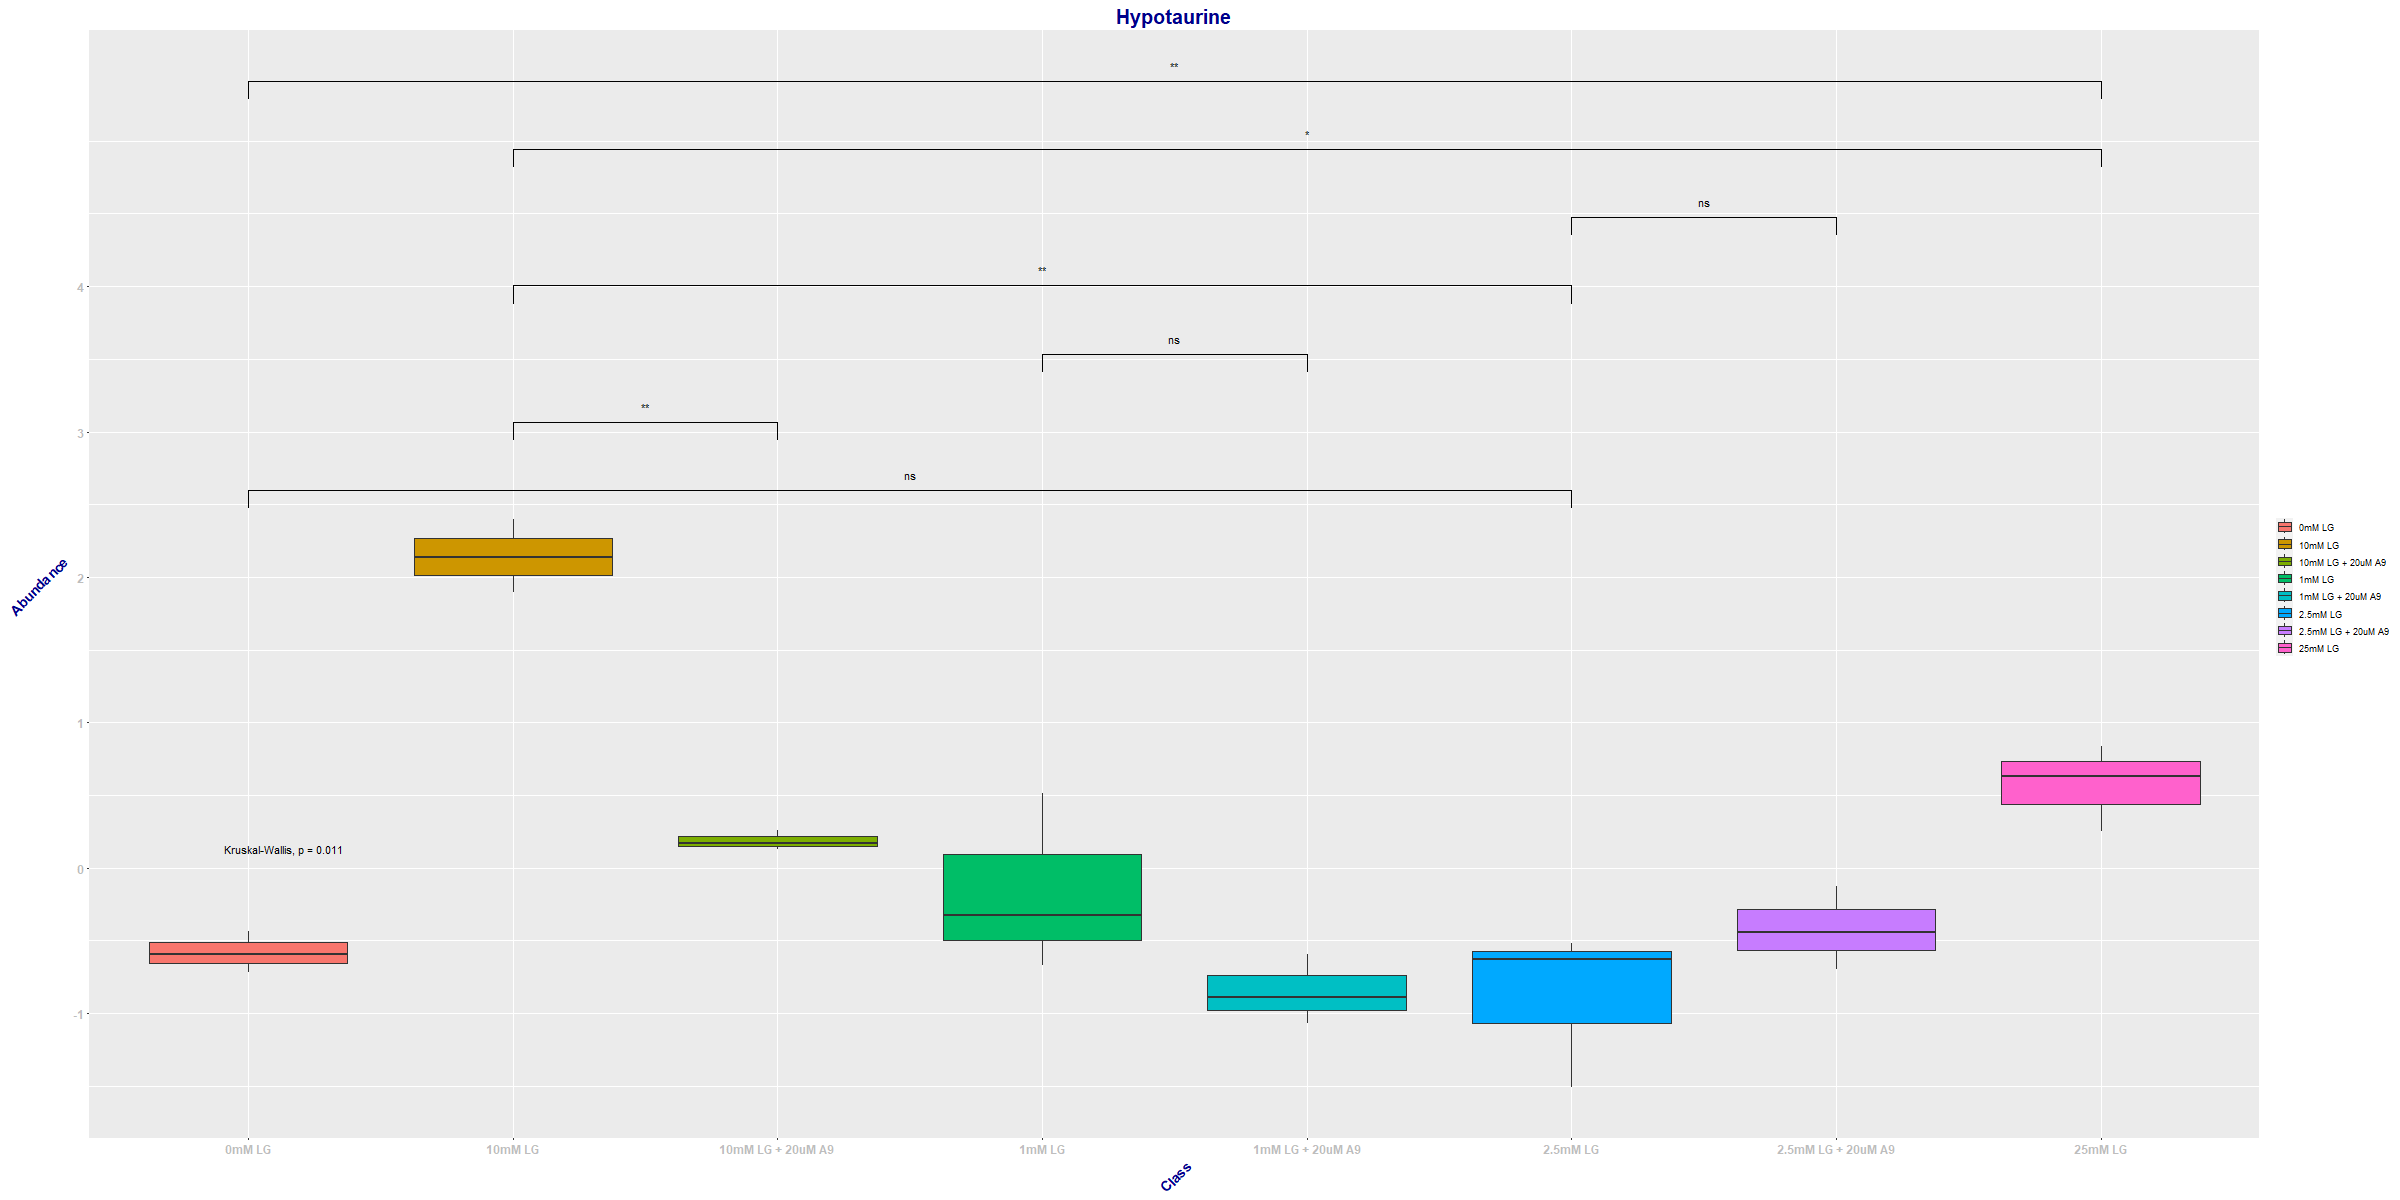 Hypotaurine
**
*
ns
**
ns
**
ns
Kruskal-Wallis, p = 0.011
4
3
2
1
0
-1
Abundance
0mM LG
10mM LG
10mM LG + 20uM A9
1mM LG
1mM LG + 20uM A9
2.5mM LG
2.5mM LG + 20uM A9
25mM LG
Class
0mM LG
10mM LG
10mM LG + 20uM A9
1mM LG
1mM LG + 20uM A9
2.5mM LG
2.5mM LG + 20uM A9
25mM LG